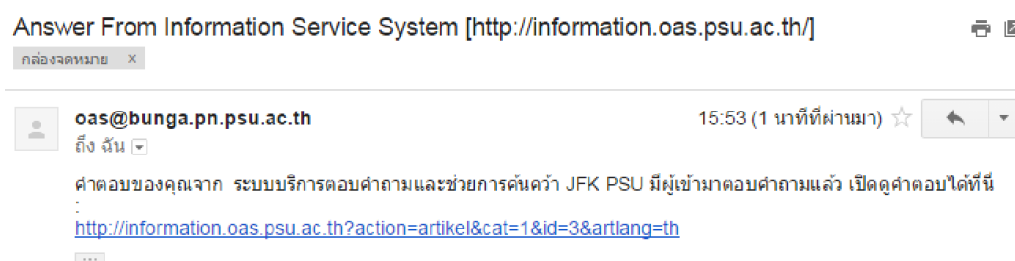 Answer From Information Service System [http://information.oas.psu.ac.th/]
กล่องจดหมาย x
oas@bunga.pn.psu.ac.th 15:53 (1 นาทีที่ผ่านมา)
ถึง ฉัน
คำตอบของคุณจาก ระบบบริการตอบคำถามและช่วยการค้นคว้า JFK PSU มีผู้เข้ามาตอบคำถามแล้ว เปิดดูคำตอบได้ที่นี่
:
http://information.oas.psu.ac.th?action=artikel&cat=1&id=3&artlang=th